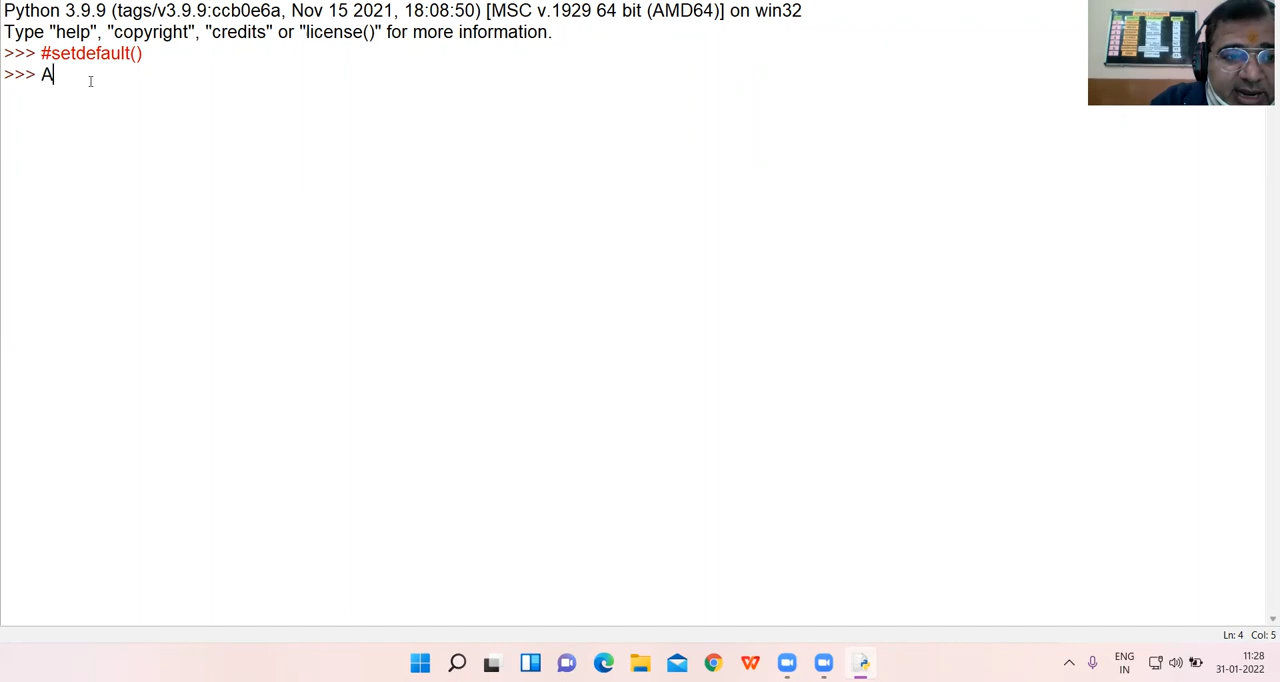 Python 3.9.9 (tags/v3.9.9:ccb0e6a, Nov 15 2021, 18:08:50) [MSC v.1929 64 bit (AMD64)] on win32
Type "help", "copyright", "credits" or "license()" for more information.
>>> #setdefault()
>>> A
Ln: 4 Col: 5
ENG
IN
11:28
31-01-2022